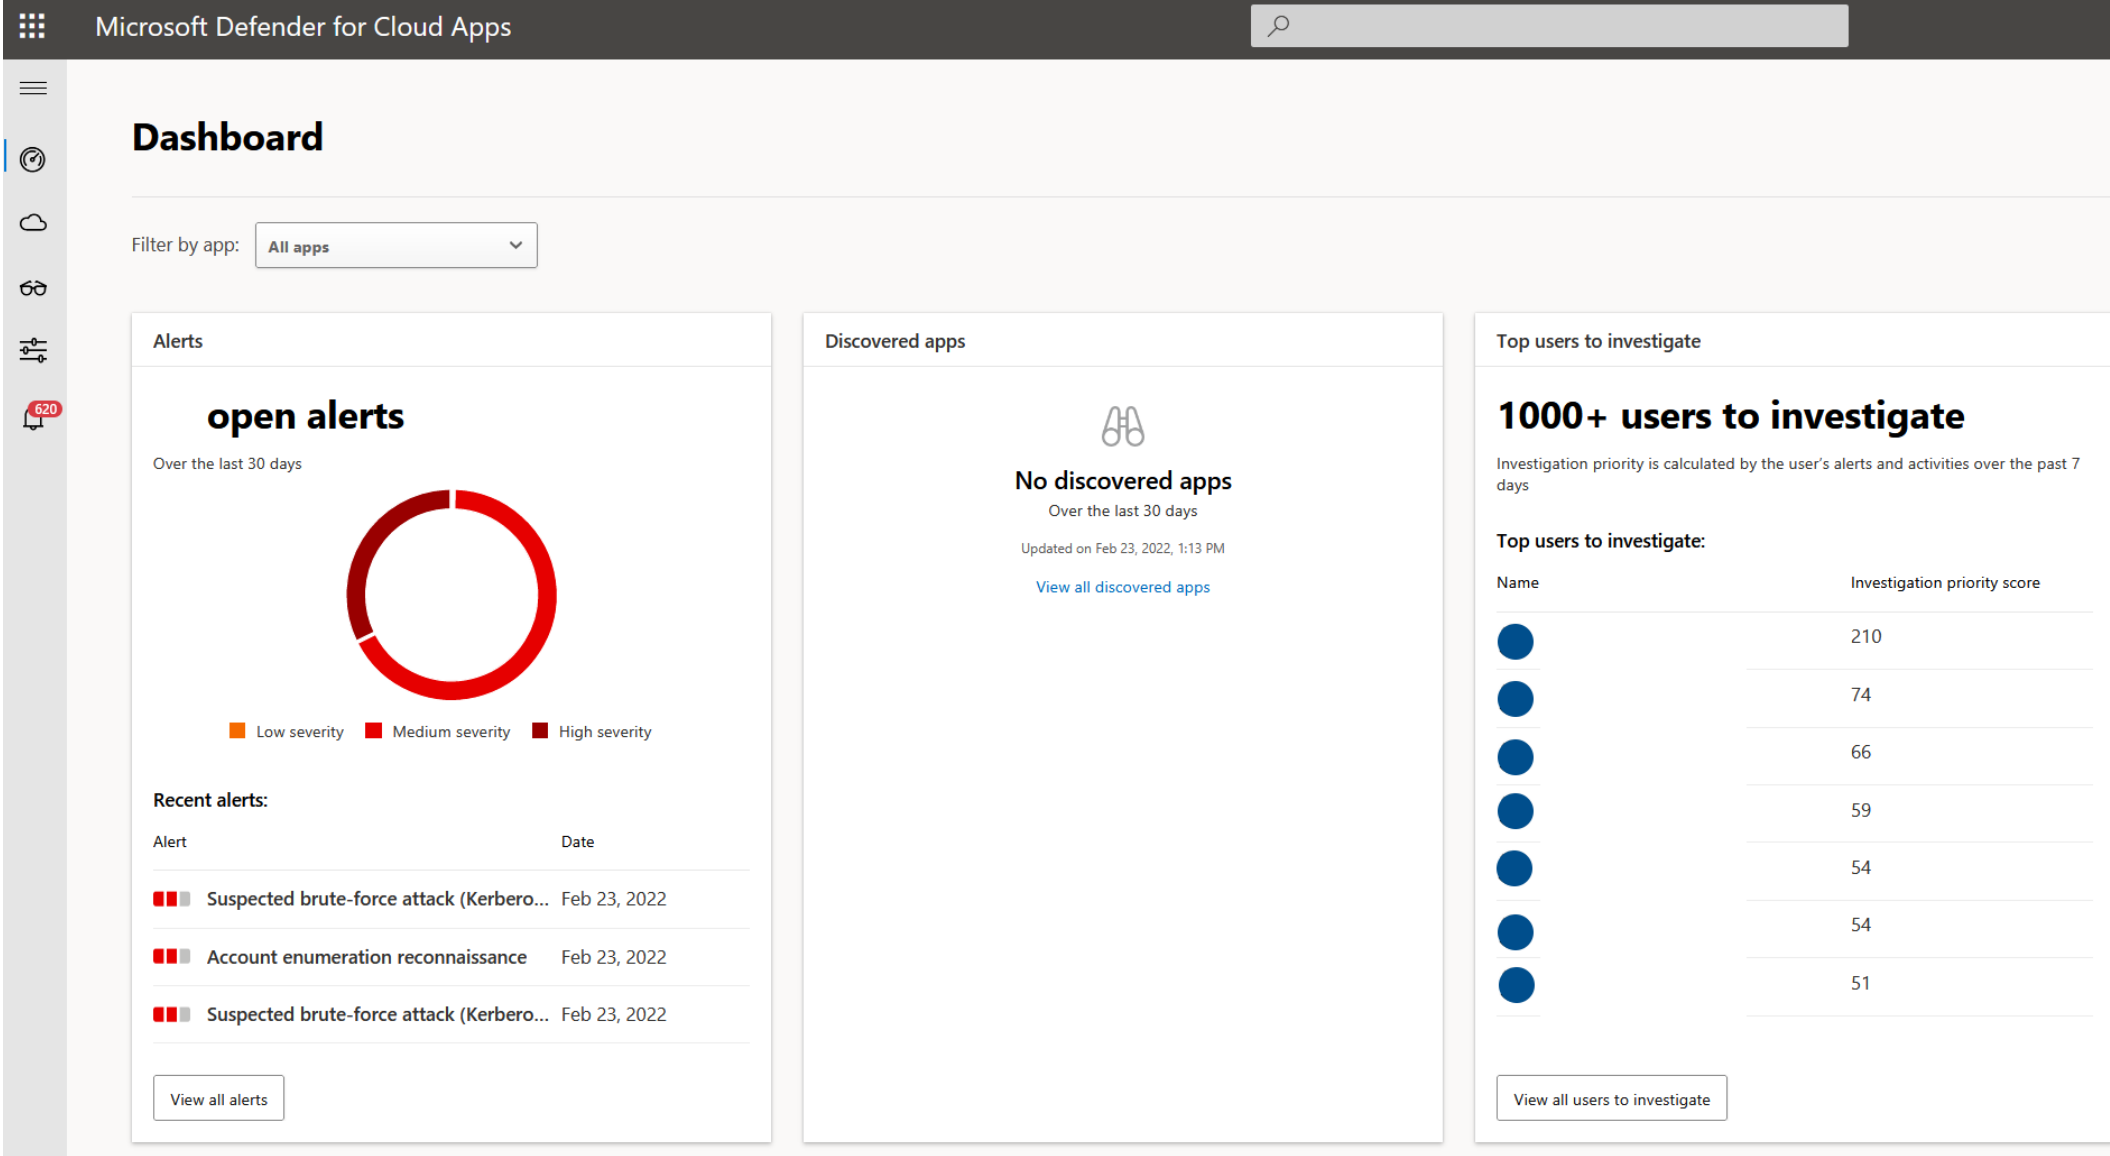 Microsoft Defender for Cloud Apps
Dashboard
Filter by app: All apps
620
Alerts
open alerts
Over the last 30 days
Low severity Medium severity High severity
Recent alerts:
Alert Date
Suspected brute-force attack (Kerbero... Feb 23, 2022
Account enumeration reconnaissance Feb 23, 2022
Suspected brute-force attack (Kerbero... Feb 23, 2022
View all alerts
Discovered apps
No discovered apps
Over the last 30 days
Updated on Feb 23, 2022, 1:13 PM
View all discovered apps
Top users to investigate
1000+ users to investigate
Investigation priority is calculated by the user's alerts and activities over the past 7
days
Top users to investigate:
Name Investigation priority score
210
74
66
59
54
54
51
View all users to investigate